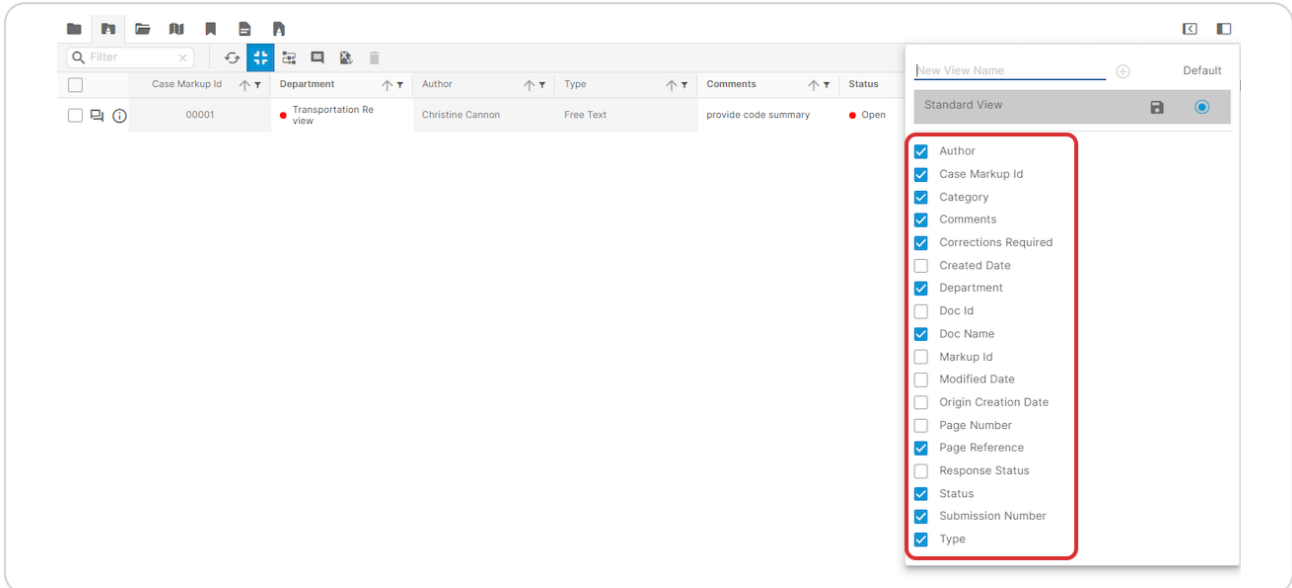 Filter
New View Name
Default
Case Markup Id
Department
Author
Type
Comments
Status
Standard View
00001
Transportation Re
view
Christine Cannon
Free Text
provide code summary
Open
Author
Case Markup Id
Category
Comments
Corrections Required
Created Date
Department
Doc Id
Doc Name
Markup Id
Modified Date
Origin Creation Date
Page Number
Page Reference
Response Status
Status
Submission Number
Type